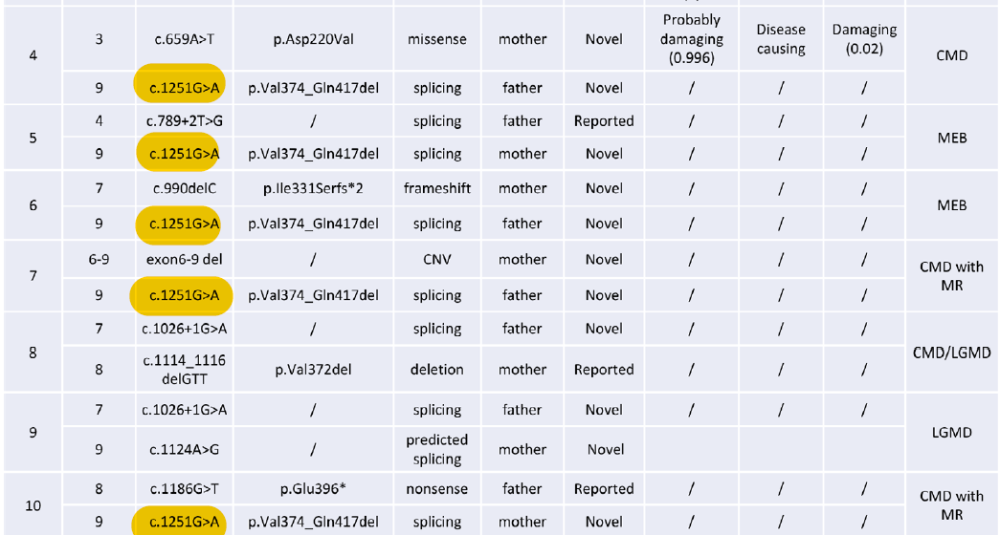 4 3 c.659A>T p.Asp220Val missense mother Novel Probably damaging (0.996) Disease causing Damaging (0.02) CMD
9 c.1251G>A p.Val374_Gln417del splicing father Novel / / /
5 4 c.789+2T>G / splicing father Reported / / / MEB
9 c.1251G>A p.Val374_Gln417del splicing mother Novel / / /
6 7 c.990delC p.Ile331Serfs*2 frameshift mother Novel / / / MEB
9 c.1251G>A p.Val374_Gln417del splicing father Novel / / /
7 6-9 exon6-9 del / CNV mother Novel / / / CMD with MR
9 c.1251G>A p.Val374_Gln417del splicing father Novel / / /
8 7 c.1026+1G>A / splicing father Novel / / / CMD/LGMD
8 c.1114_1116 delGTT p.Val372del deletion mother Reported / / /
9 7 c.1026+1G>A / splicing father Novel / / / LGMD
9 c.1124A>G / predicted splicing mother Novel
10 8 c.1186G>T p.Glu396* nonsense father Reported / / / CMD with MR
9 c.1251G>A p.Val374_Gln417del splicing mother Novel / / /